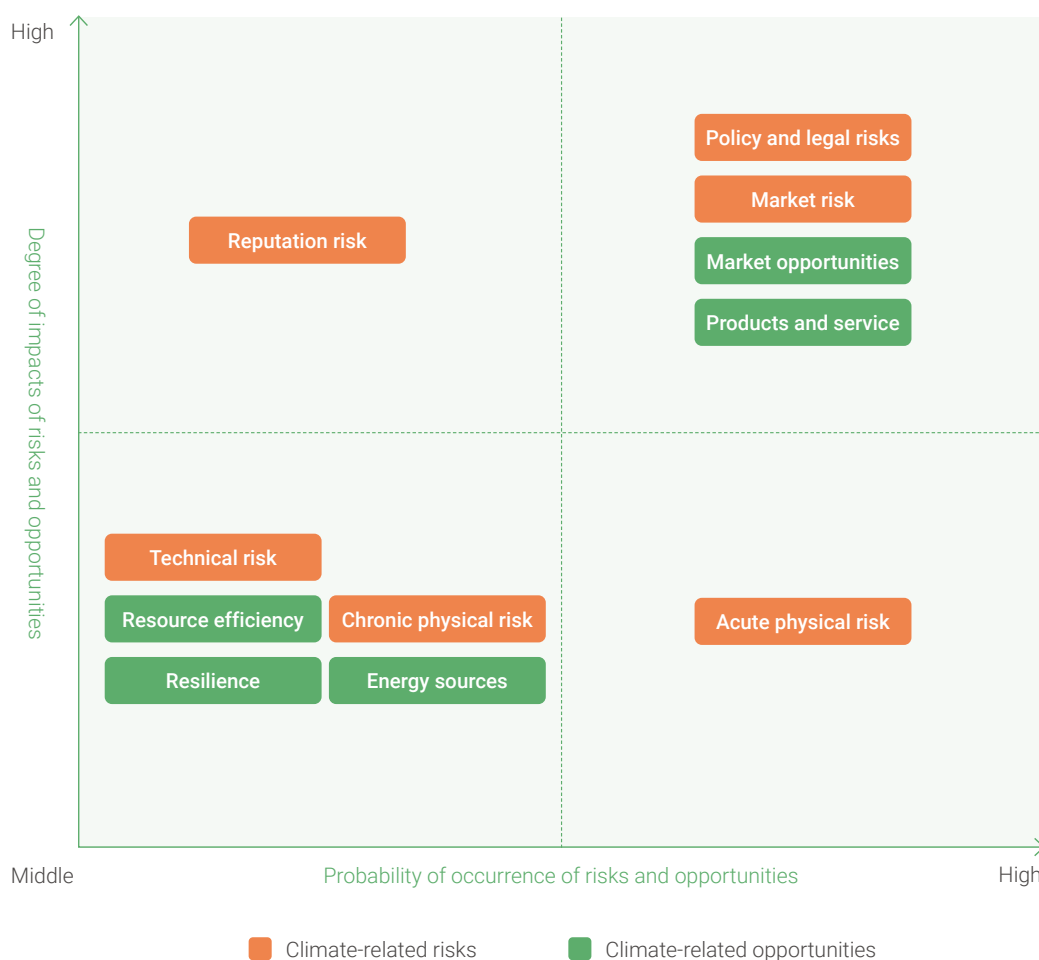 High
Policy and legal risks
Market risk
Reputation risk
Market opportunities
Products and service
Degree of impacts of risks and opportunities
Technical risk
Resource efficiency
Chronic physical risk
Acute physical risk
Resilience
Energy sources
Middle
Probability of occurrence of risks and opportunities
High
Climate-related risks
Climate-related opportunities